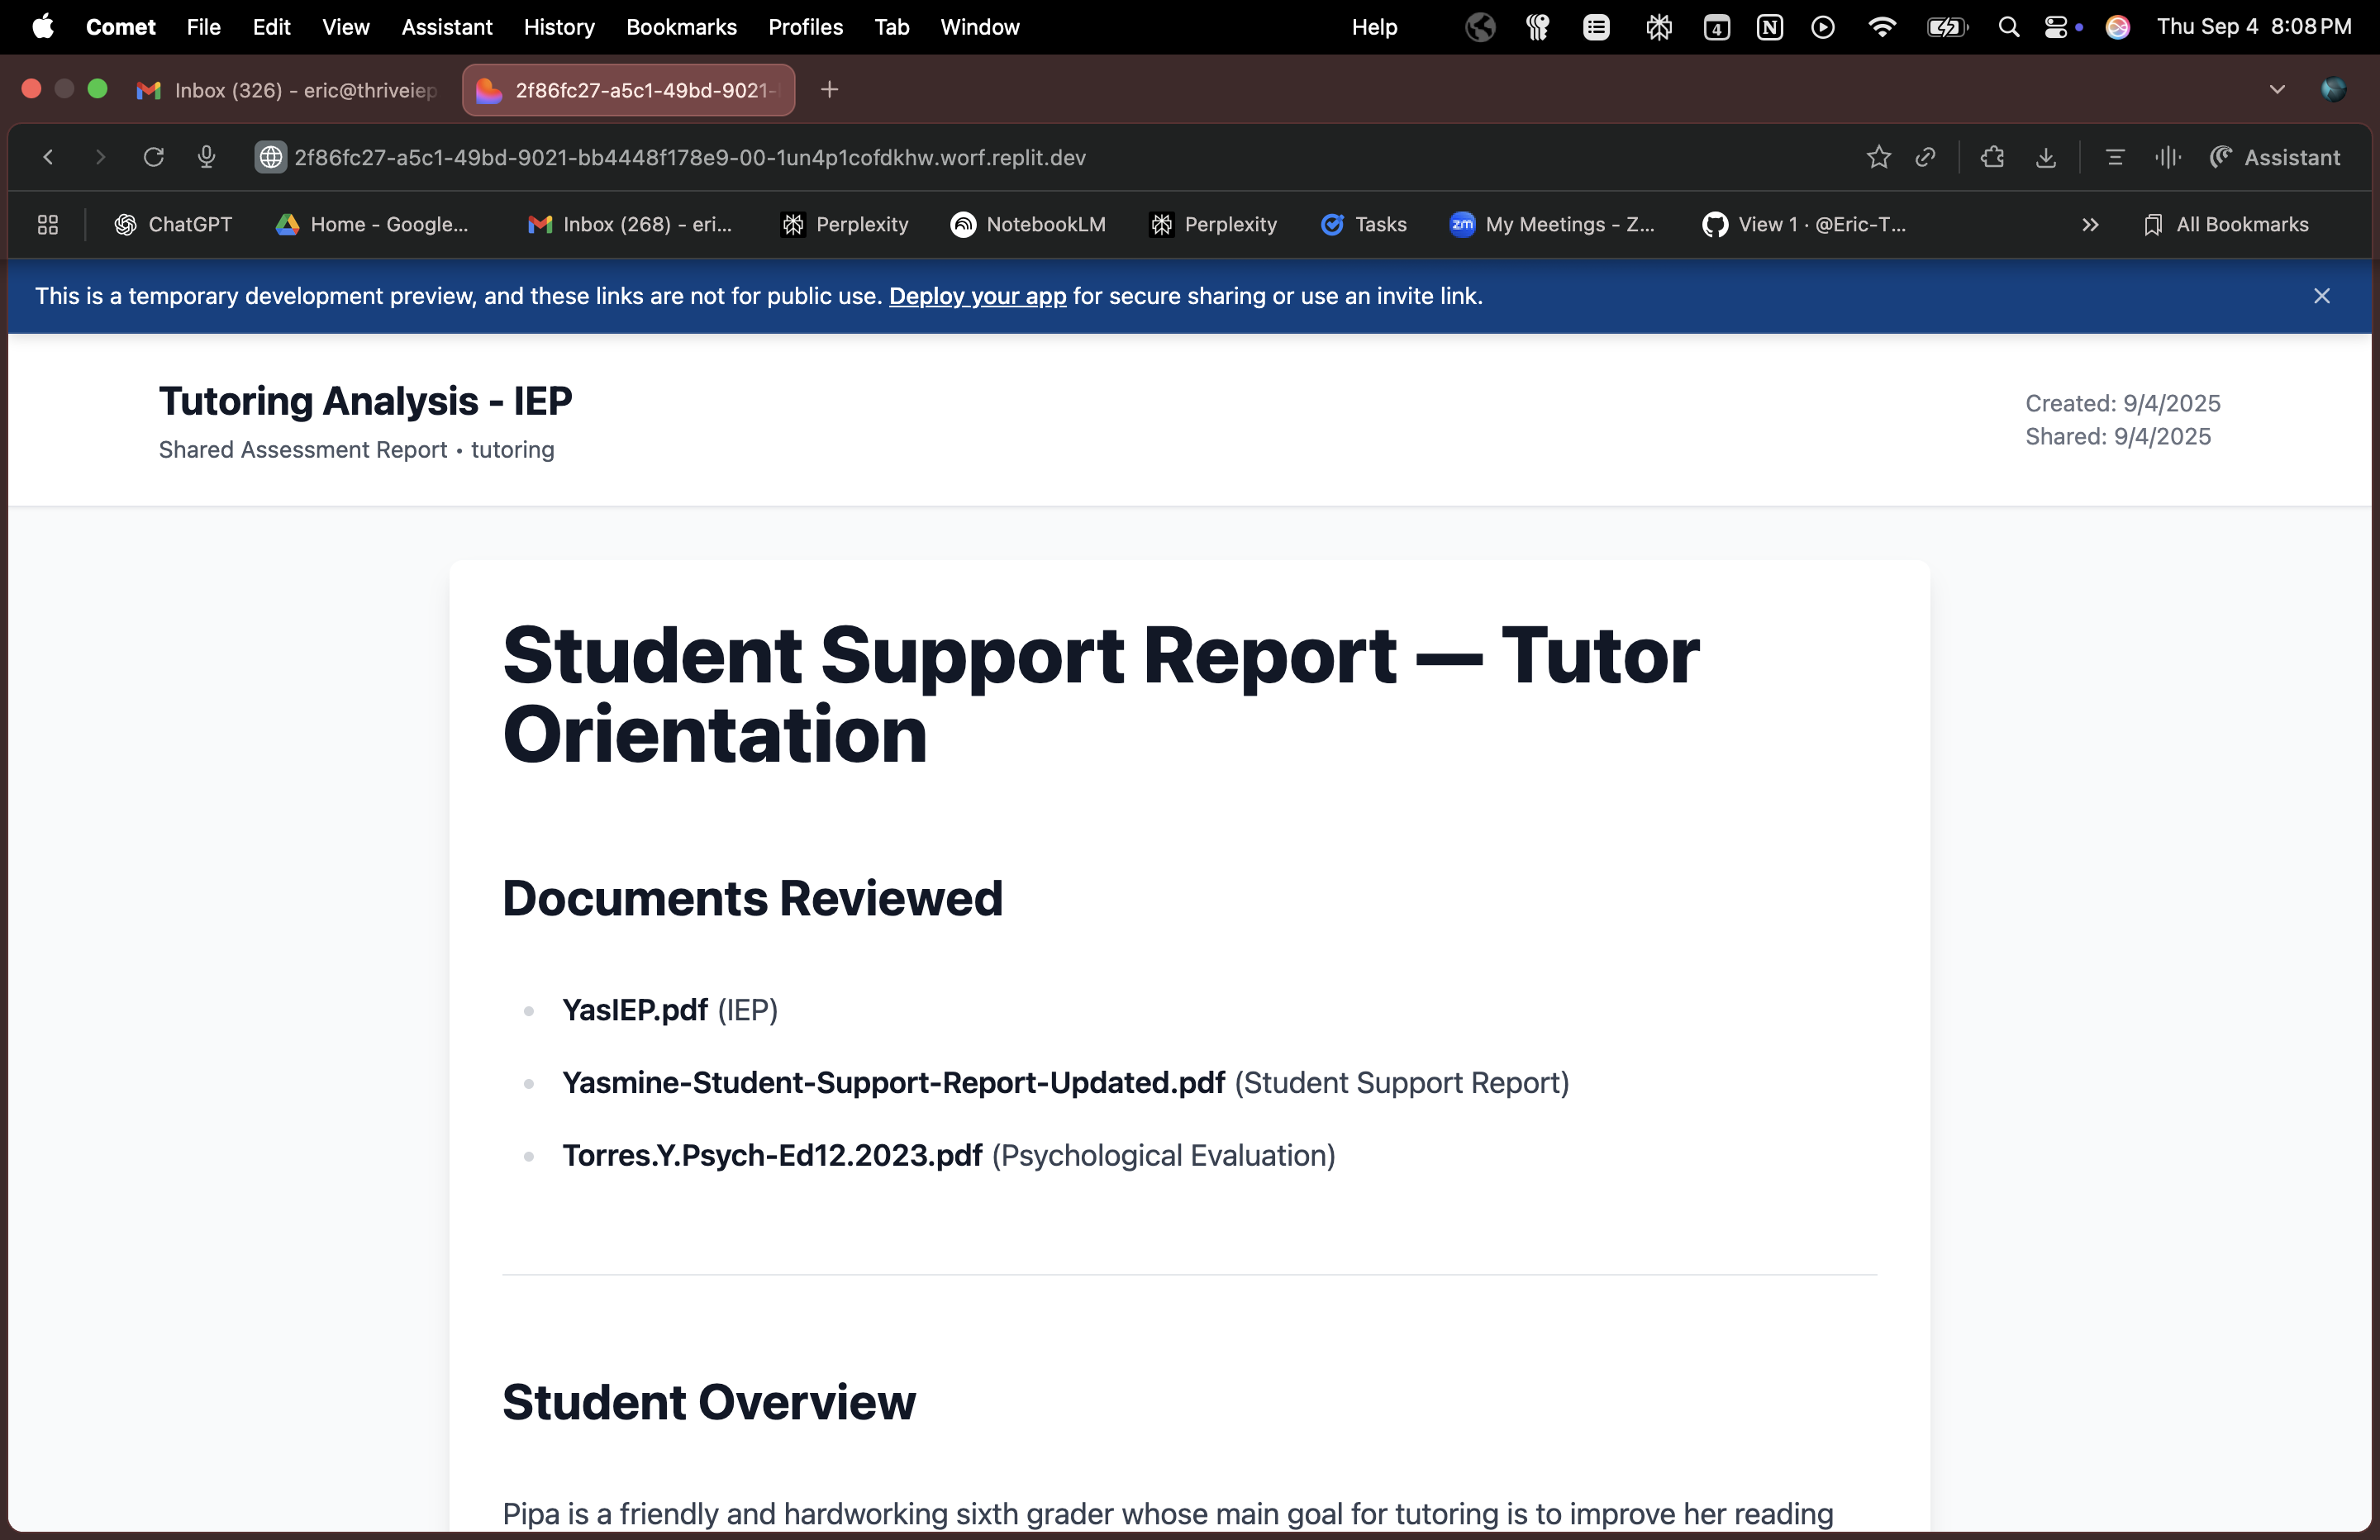 Comet File Edit View Assistant History Bookmarks Profiles Tab Window Help 4 Thu Sep 4 8:08 PM
Inbox (326) - eric@thriveiep 2f86fc27-a5c1-49bd-9021-
2f86fc27-a5c1-49bd-9021-bb4448f178e9-00-1un4p1cofdkhw.worf.replit.dev Assistant
ChatGPT Home - Google... Inbox (268) - eri... Perplexity NotebookLM Perplexity Tasks zm My Meetings - Z... View 1 · @Eric-T... All Bookmarks
This is a temporary development preview, and these links are not for public use. Deploy your app for secure sharing or use an invite link.
Tutoring Analysis - IEP
Shared Assessment Report • tutoring
Created: 9/4/2025
Shared: 9/4/2025
Student Support Report — Tutor
Orientation
Documents Reviewed
YasIEP.pdf (IEP)
Yasmine-Student-Support-Report-Updated.pdf (Student Support Report)
Torres.Y.Psych-Ed12.2023.pdf (Psychological Evaluation)
Student Overview
Pipa is a friendly and hardworking sixth grader whose main goal for tutoring is to improve her reading